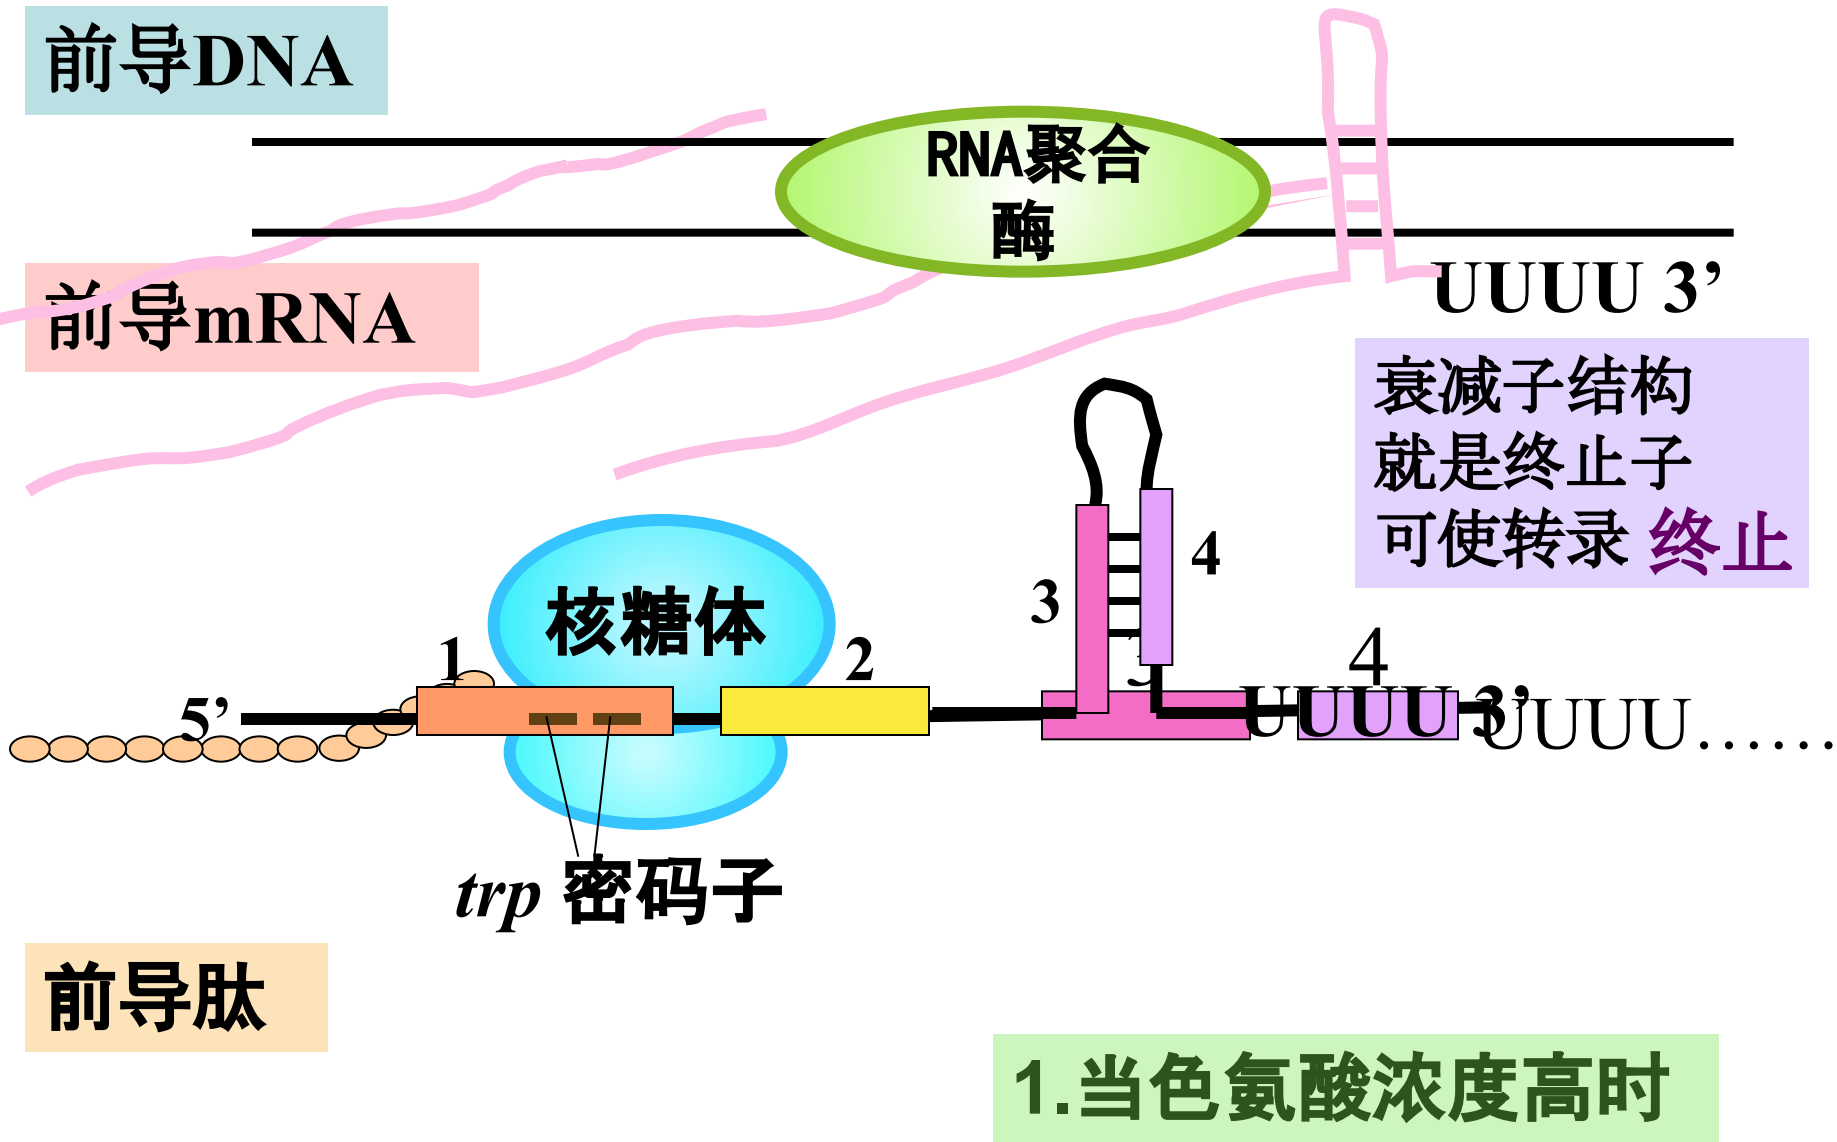 前导DNA
RNA聚合
酶
前导mRNA
UUUU 3’
衰减子结构
就是终止子
可使转录 终止
核糖体
4
3
1
2
3
4
5’
UUUU 3’
UUUU……
trp 密码子
前导肽
1.当色氨酸浓度高时